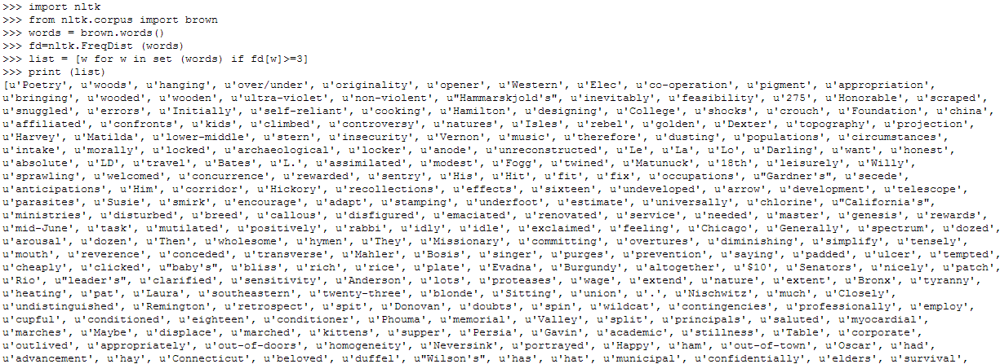 >>> import nltk
>>> from nltk.corpus import brown
>>> words = brown.words()
>>> fd=nltk.FreqDist (words)
>>> list = [w for w in set (words) if fd[w]>=3]
>>> print (list)
[u'Poetry', u'woods', u'hanging', u'over/under', u'originality', u'opener', u'Western', u'Elec', u'co-operation', u'pigment', u'appropriation',
u'bringing', u'wooded', u'wooden', u'ultra-violet', u'non-violent', u"Hammarskjold's", u'inevitably', u'feasibility', u'275', u'Honorable', u'scraped',
u'snuggled', u'errors', u'Initially', u'self-reliant', u'cooking', u'Hamilton', u'designing', u'College', u'shocks', u'crouch', u'Foundation', u'china',
u'affiliated', u'confronts', u'kids', u'climbed', u'controversy', u'natures', u'Isles', u'rebel', u'golden', u'Dexter', u'topography', u'projection',
u'Harvey', u'Matilda', u'lower-middle', u'stern', u'insecurity', u'Vernon', u'music', u'therefore', u'dusting', u'populations', u'circumstances',
u'intake', u'morally', u'locked', u'archaeological', u'locker', u'anode', u'unreconstructed', u'Le', u'La', u'Lo', u'Darling', u'want', u'honest',
u'absolute', u'LD', u'travel', u'Bates', u'L.', u'assimilated', u'modest', u'Fogg', u'twined', u'Matunuck', u'18th', u'leisurely', u'Willy',
u'sprawling', u'welcomed', u'concurrence', u'rewarded', u'sentry', u'His', u'Hit', u'fit', u'fix', u'occupations', u"Gardner's", u'secede',
u'anticipations', u'Him', u'corridor', u'Hickory', u'recollections', u'effects', u'sixteen', u'undeveloped', u'arrow', u'development', u'telescope',
u'parasites', u'Susie', u'smirk', u'encourage', u'adapt', u'stamping', u'underfoot', u'estimate', u'universally', u'chlorine', u"California's",
u'ministries', u'disturbed', u'breed', u'callous', u'disfigured', u'emaciated', u'renovated', u'service', u'needed', u'master', u'genesis', u'rewards',
u'mid-June', u'task', u'mutilated', u'positively', u'rabbi', u'idly', u'idle', u'exclaimed', u'feeling', u'Chicago', u'Generally', u'spectrum', u'dozed',
u'arousal', u'dozen', u'Then', u'wholesome', u'hymen', u'They', u'Missionary', u'committing', u'overtures', u'diminishing', u'simplify', u'tensely',
u'mouth', u'reverence', u'conceded', u'transverse', u'Mahler', u'Bosis', u'singer', u'purges', u'prevention', u'saying', u'padded', u'ulcer', u'tempted',
u'cheaply', u'clicked', u"baby's", u'bliss', u'rich', u'rice', u'plate', u'Evadna', u'Burgundy', u'altogether', u'$10', u'Senators', u'nicely', u'patch',
u'Rio', u"leader's", u'clarified', u'sensitivity', u'Anderson', u'lots', u'proteases', u'wage', u'extend', u'nature', u'extent', u'Bronx', u'tyranny',
u'heating', u'pat', u'Laura', u'southeastern', u'twenty-three', u'blonde', u'Sitting', u'union', u'.', u'Nischwitz', u'much', u'Closely',
u'undistinguished', u'Remington', u'retrospect', u'spit', u'Donovan', u'doubts', u'spin', u'wildcat', u'contingencies', u'professionally', u'employ',
u'cupful', u'conditioned', u'eighteen', u'conditioner', u'Phouma', u'memorial', u'Valley', u'split', u'principals', u'saluted', u'myocardial',
u'marches', u'Maybe', u'displace', u'marched', u'kittens', u'supper', u'Persia', u'Gavin', u'academic', u'stillness', u'Table', u'corporate',
u'outlived', u'appropriately', u'out-of-doors', u'homogeneity', u'Neversink', u'portrayed', u'Happy', u'ham', u'out-of-town', u'Oscar', u'had',
u'advancement', u'hay', u'Connecticut', u'beloved', u'duffel', u"Wilson's", u'has', u'hat', u'municipal', u'confidentially', u'elders', u'survival',